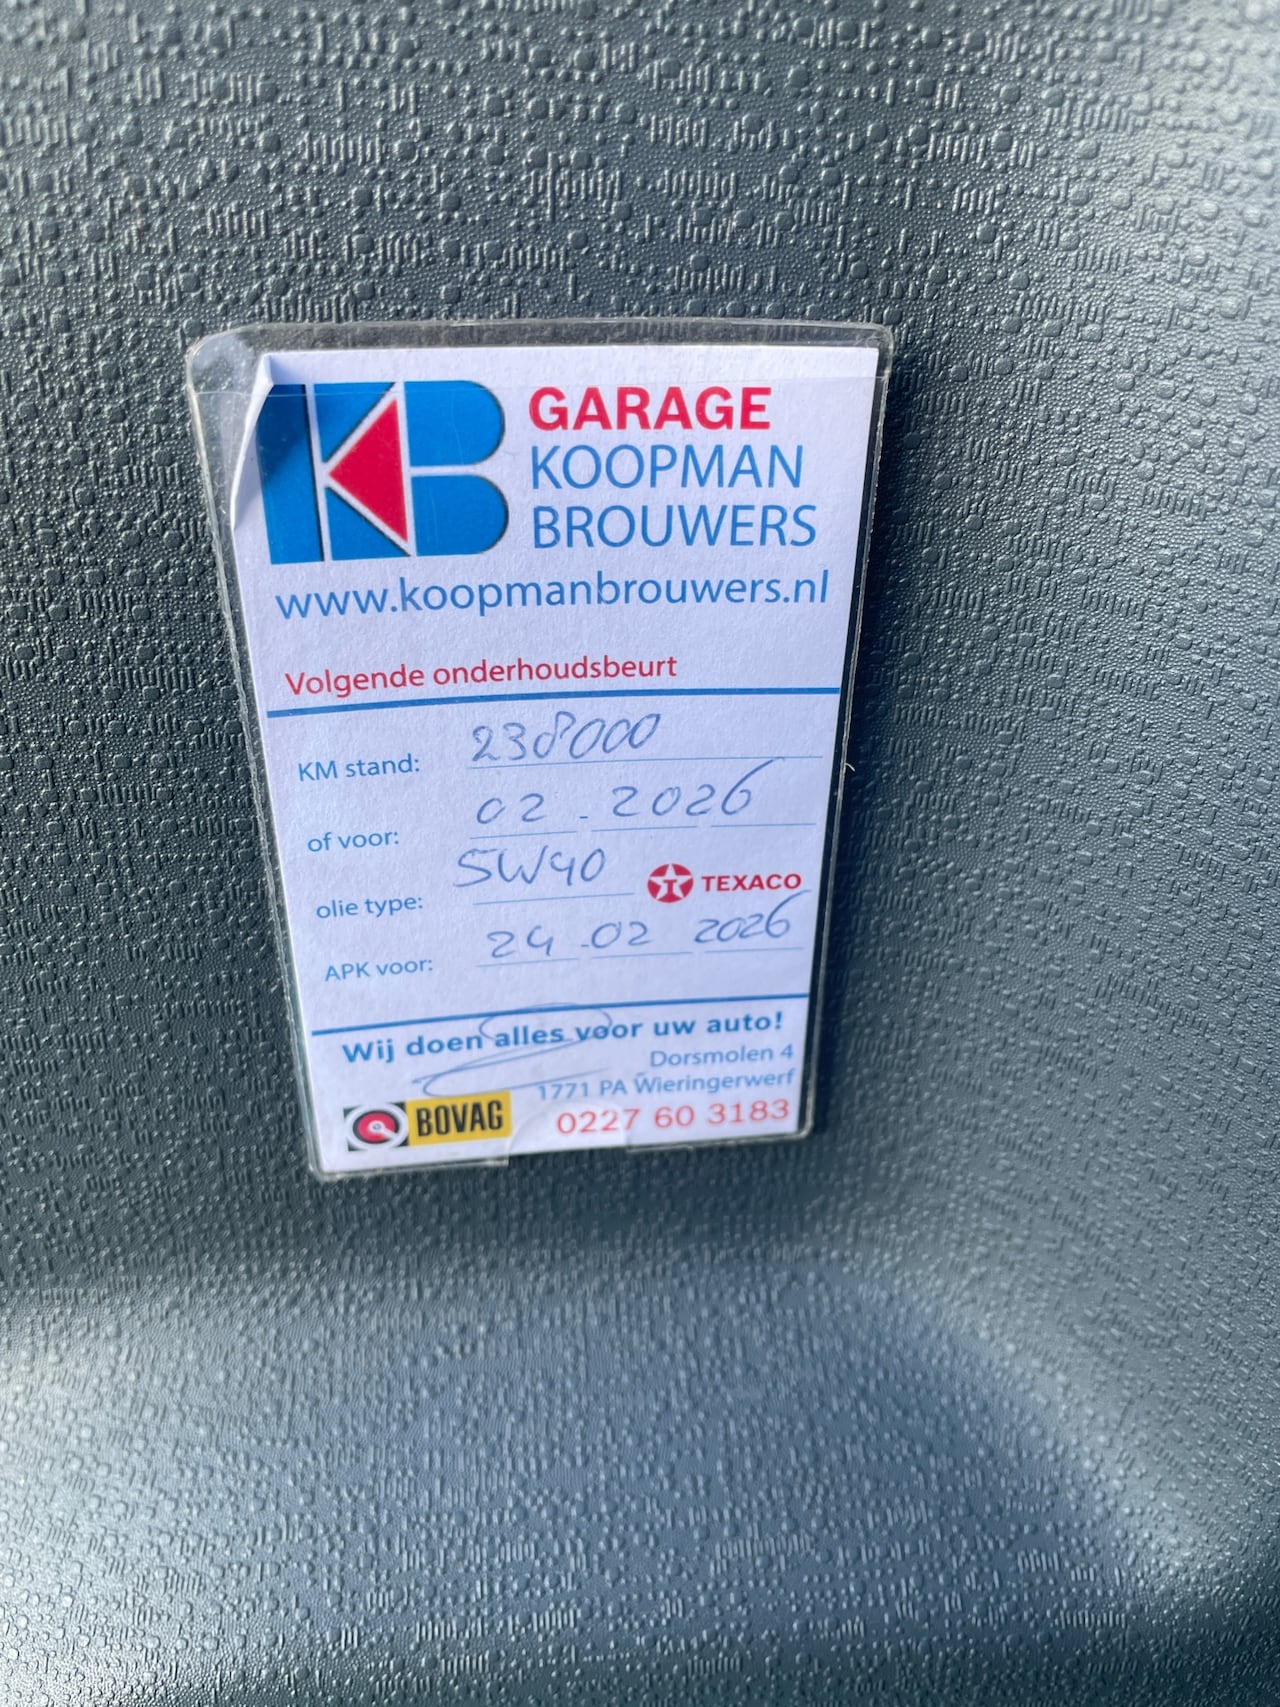 KB
GARAGE
KOOPMAN
BROUWERS
www.koopmanbrouwers.nl
Volgende onderhoudsbeurt
KM stand: 238000
of voor: 02 - 2026
olie type: 5W40 TEXACO
APK voor: 24 - 02 2026
Wij doen alles voor uw auto!
Dorsmolen 4
1771 PA Wieringerwerf
BOVAG 0227 60 3183